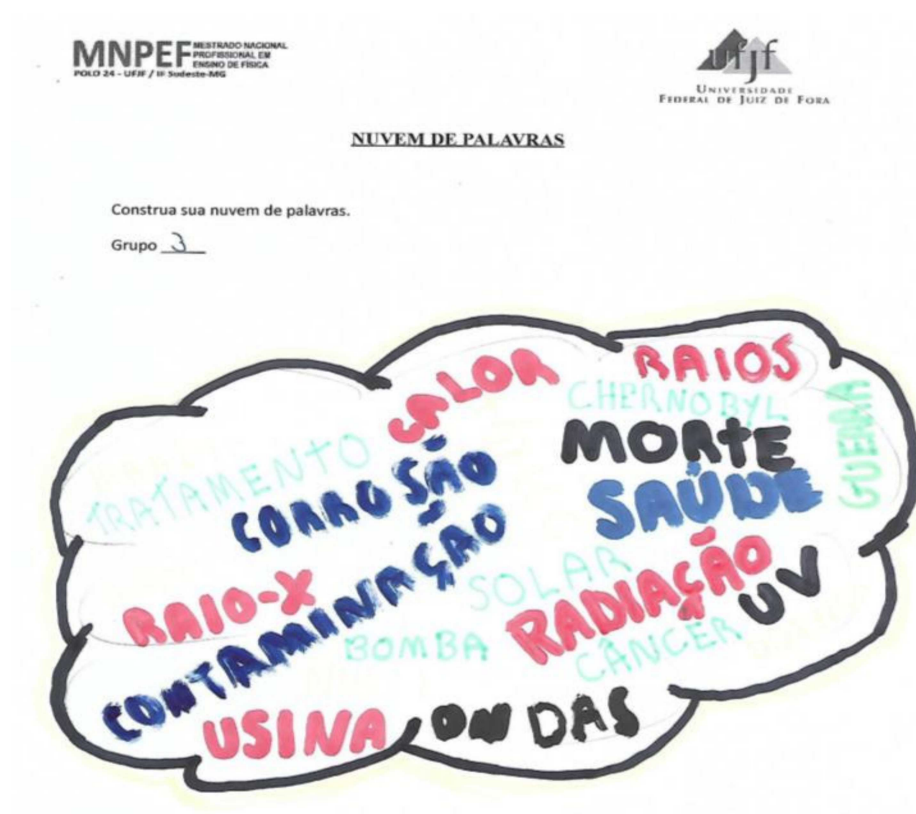 MNPEF MESTRADO NACIONAL
PROFISSIONAL EM
ENSINO DE FÍSICA
POLO 24 - UFJF / IF Sudeste-MG
ufjf
UNIVERSIDADE
FEDERAL DE JUIZ DE FORA
NUVEM DE PALAVRAS
Construa sua nuvem de palavras.
Grupo 3
CALOR
RAIOS
CHERNOBYL
GUERRA
MORTE
TRATAMENTO
CORROSÃO
SAÚDE
CONTAMINAÇÃO
SOLAR
RADIAÇÃO
UV
RAIO-X
BOMBA
CÂNCER
USINA
ONDAS